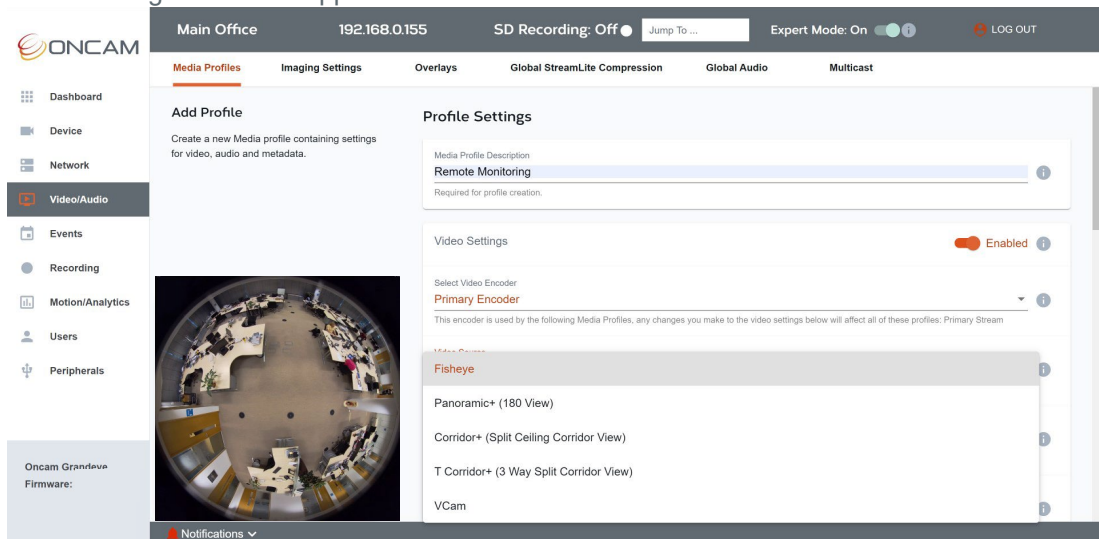 ONCAM
Main Office
192.168.0.155
SD Recording: Off
Jump To ...
Expert Mode: On
LOG OUT
Media Profiles
Imaging Settings
Overlays
Global StreamLite Compression
Global Audio
Multicast
Dashboard
Device
Network
Video/Audio
Events
Recording
Motion/Analytics
Users
Peripherals
Oncam Grandeye
Firmware:
Add Profile
Create a new Media profile containing settings
for video, audio and metadata.
Profile Settings
Media Profile Description
Remote Monitoring
Required for profile creation.
Video Settings
Enabled
Select Video Encoder
Primary Encoder
This encoder is used by the following Media Profiles, any changes you make to the video settings below will affect all of these profiles: Primary Stream
Video Source
Fisheye
Panoramic+ (180 View)
Corridor+ (Split Ceiling Corridor View)
T Corridor+ (3 Way Split Corridor View)
VCam
Notifications